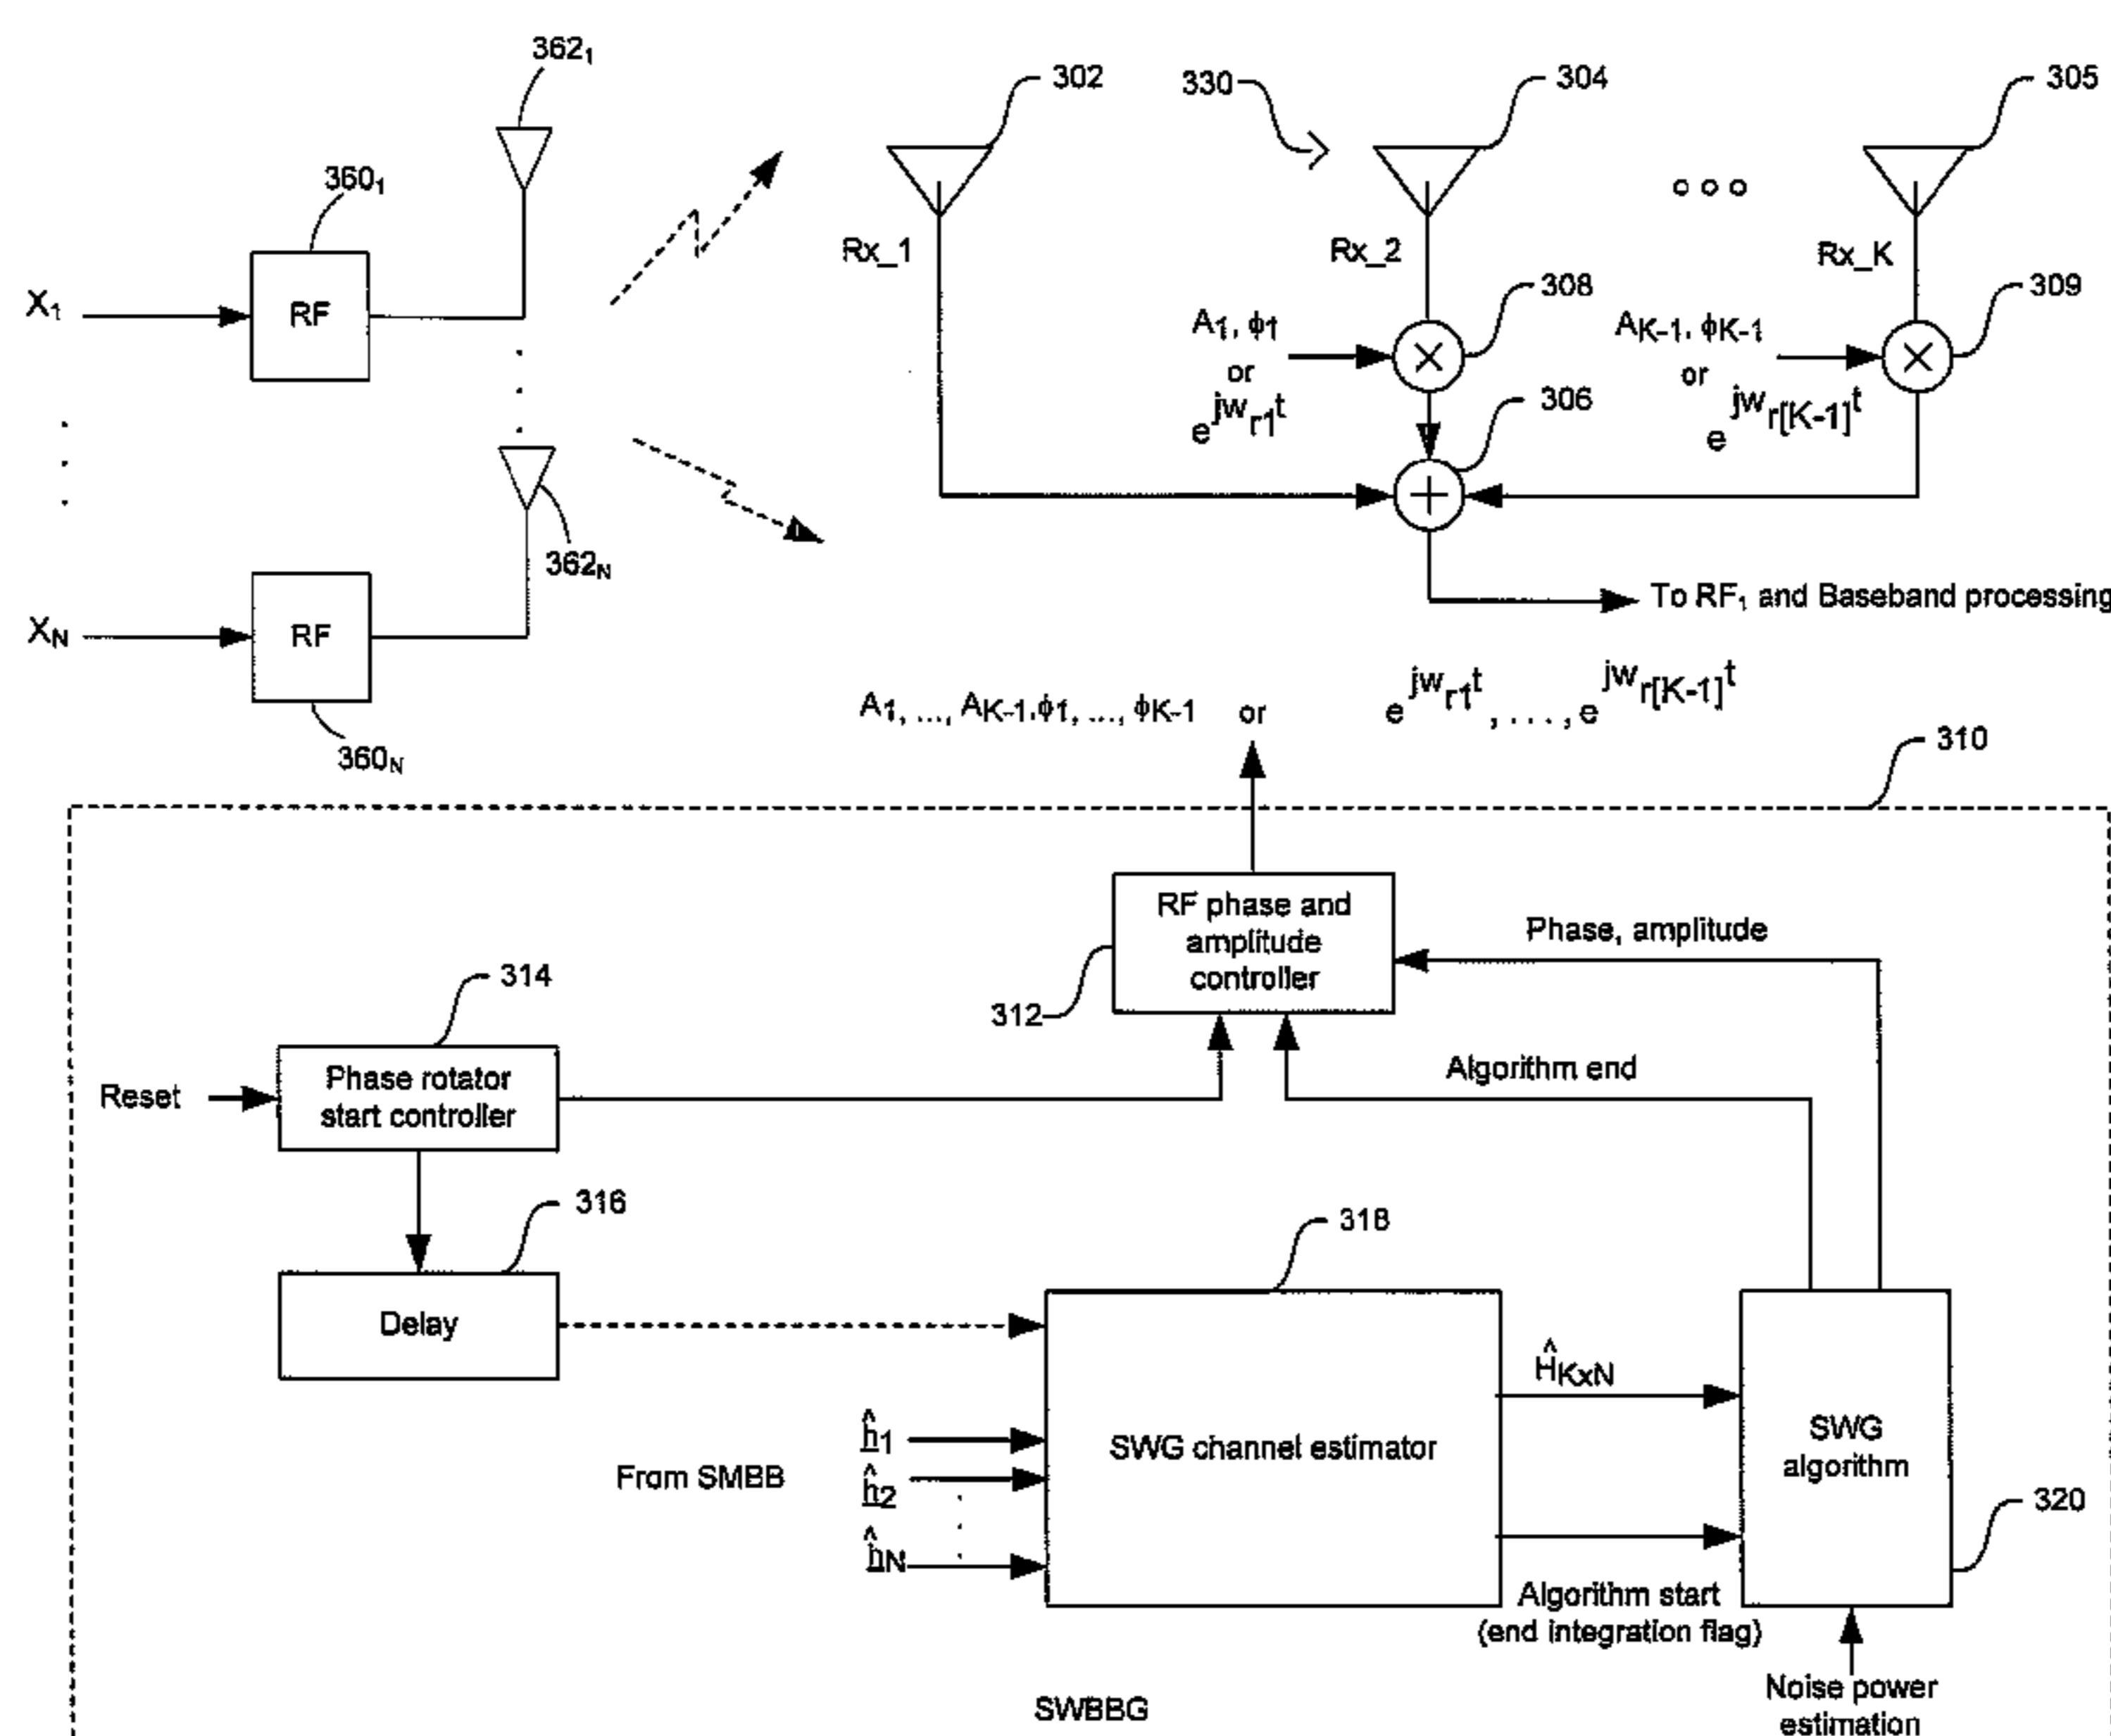 362₁
302
330
304
305
360₁
RF
X₁
Rx_1
Rx_2
Rx_K
308
309
A₁, ϕ₁
or
e^{jw_{r1}t}
A_{K-1}, ϕ_{K-1}
or
e^{jw_{r[K-1]}t}
306
362_N
X_N
RF
360_N
To RF₁ and Baseband processing
A₁, ..., A_{K-1}, ϕ₁, ..., ϕ_{K-1} or e^{jw_{r1}t}, . . . , e^{jw_{r[K-1]}t}
310
RF phase and
amplitude
controller
312
Phase, amplitude
314
Reset
Phase rotator
start controller
Algorithm end
316
Delay
318
SWG channel estimator
From SMBB
ĥ₁
ĥ₂
ĥ_N
Ĥ_{KxN}
SWG
algorithm
320
Algorithm start
(end integration flag)
Noise power
estimation
SWBBG